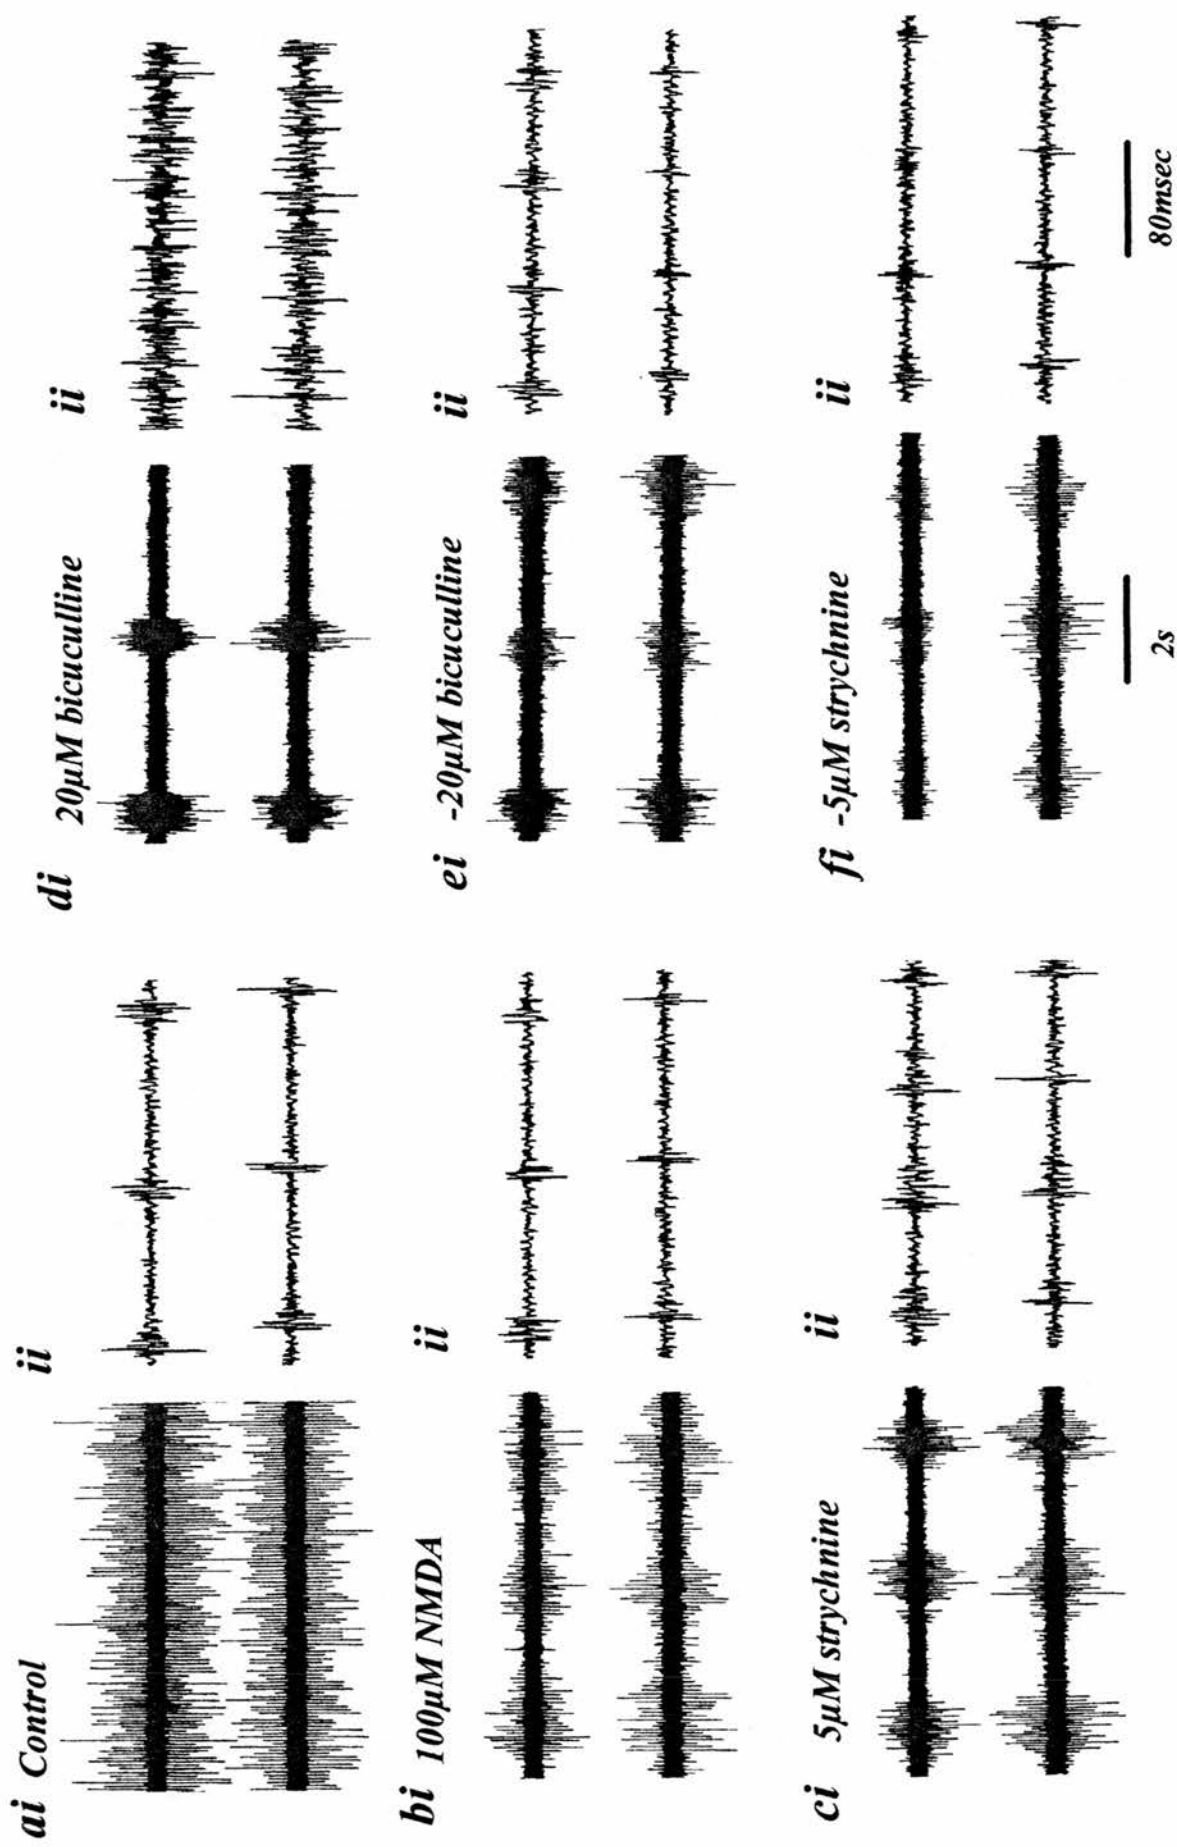 ai Control
ii
bi 100μM NMDA
ii
ci 5μM strychnine
ii
di 20μM bicuculline
ii
ei -20μM bicuculline
ii
fi -5μM strychnine
ii
2s
80msec